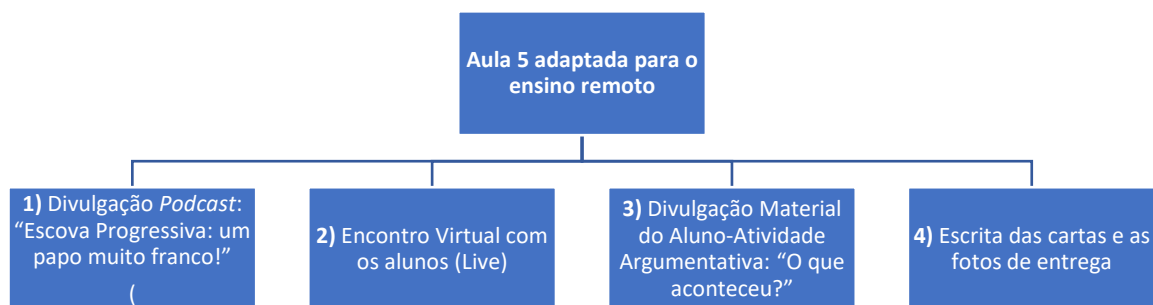 Aula 5 adaptada para o
ensino remoto
1) Divulgação Podcast:
“Escova Progressiva: um
papo muito franco!”
(
2) Encontro Virtual com
os alunos (Live)
3) Divulgação Material
do Aluno-Atividade
Argumentativa: “O que
aconteceu?”
4) Escrita das cartas e as
fotos de entrega